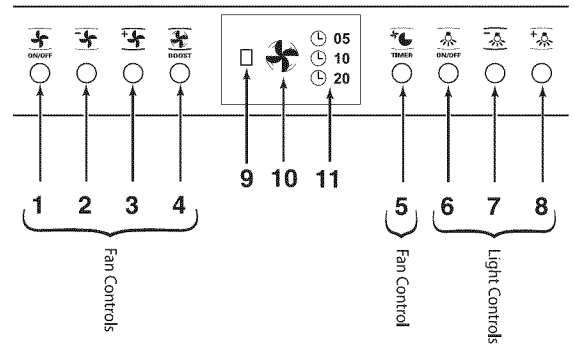 ON/OFF - + BOOST
05
10
20
TIMER ON/OFF - +
9 10 11
1 2 3 4
5 6 7 8
Fan Controls
Fan Control
Light Controls